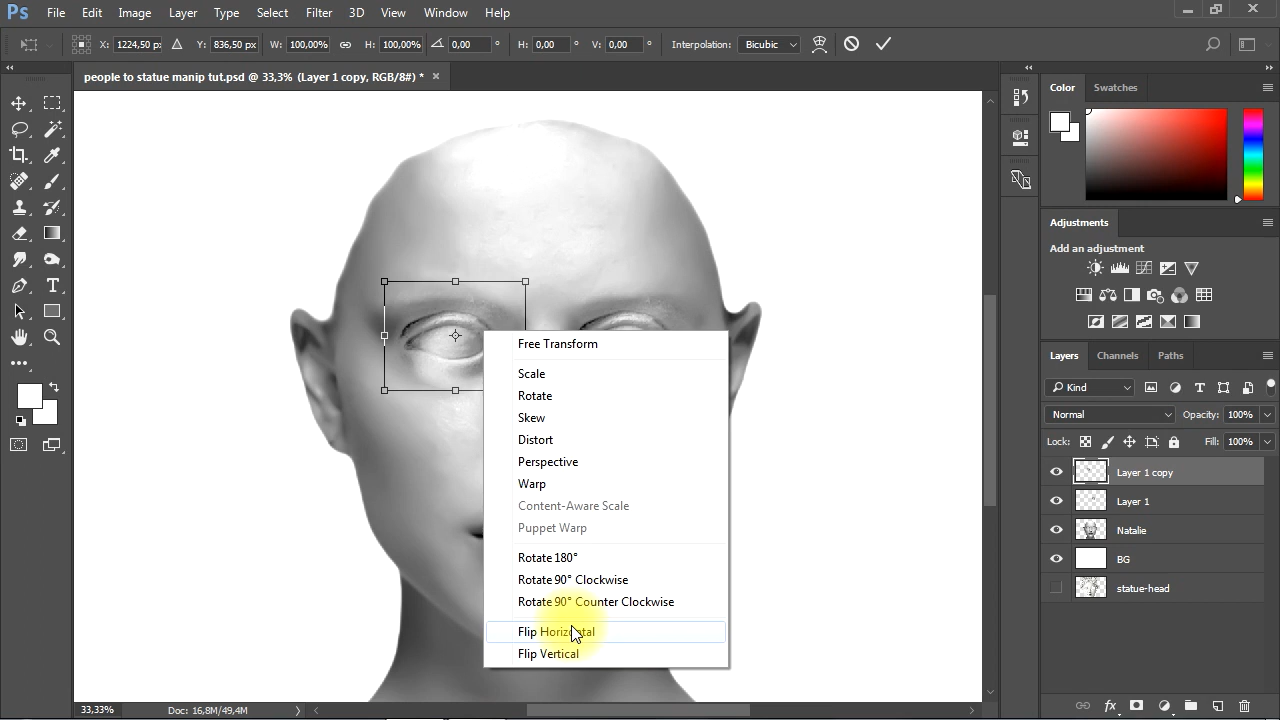 Ps File Edit Image Layer Type Select Filter 3D View Window Help
X: 1224,50 px Y: 836,50 px W: 100,00% H: 100,00% 0,00 ° H: 0,00 ° V: 0,00 ° Interpolation: Bicubic
people to statue manip tut.psd @ 33,3% (Layer 1 copy, RGB/8#) * ×
Color Swatches
Adjustments
Add an adjustment
Free Transform
Scale
Rotate
Skew
Distort
Perspective
Warp
Content-Aware Scale
Puppet Warp
Rotate 180°
Rotate 90° Clockwise
Rotate 90° Counter Clockwise
Flip Horizontal
Flip Vertical
Layers Channels Paths
Kind
Normal Opacity: 100%
Lock: Fill: 100%
Layer 1 copy
Layer 1
Natalie
BG
statue-head
33,33% Doc: 16,8M/49,4M
fx